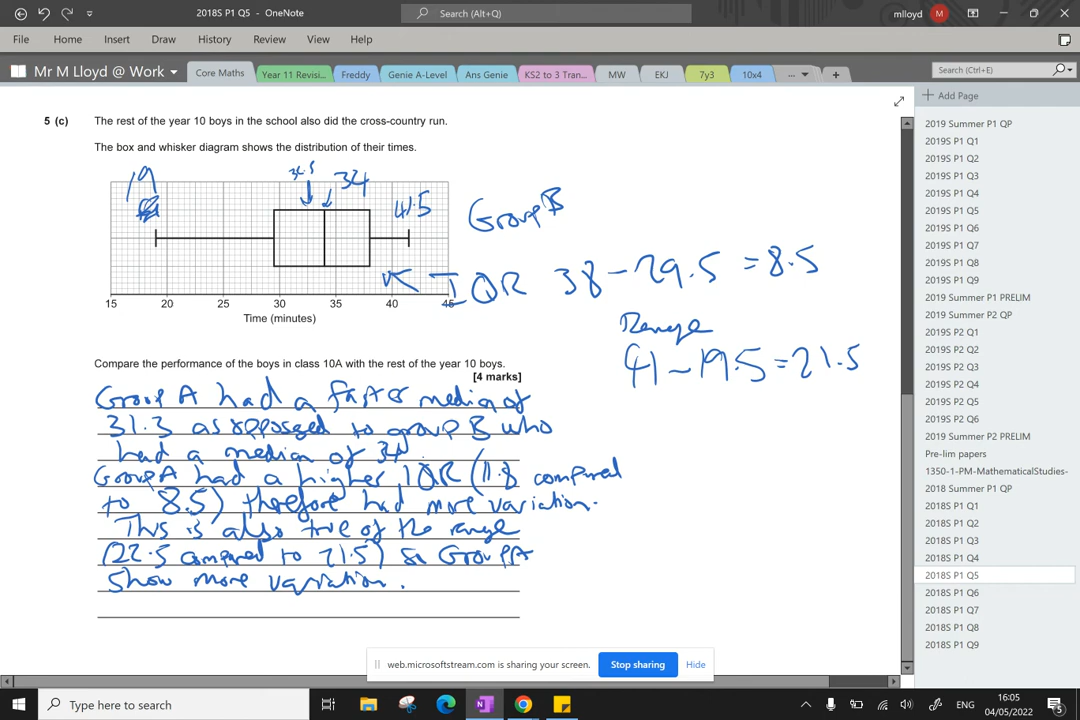 2018S P1 Q5 - OneNote
Search (Alt+Q)
mlloyd M
File Home Insert Draw History Review View Help
Mr M Lloyd @ Work
Core Maths
Year 11 Revisi...
Freddy
Genie A-Level
Ans Genie
KS2 to 3 Tran...
MW
EKJ
7y3
10x4
...
Search (Ctrl+E)
Add Page
5 (c) The rest of the year 10 boys in the school also did the cross-country run.
The box and whisker diagram shows the distribution of their times.
19
34
41.5
Group B
IQR 38 - 29.5 = 8.5
15 20 25 30 35 40 45
Time (minutes)
Range
41 - 19.5 = 21.5
Compare the performance of the boys in class 10A with the rest of the year 10 boys.
[4 marks]
Group A had a faster median of
31.3 as opposed to group B who
had a median of 34.
Group A had a higher IQR (11.8 compared
to 8.5) therefore had more variation.
This is also true of the range
(22.5 compared to 21.5) so Group A
show more variation.
2019 Summer P1 QP
2019S P1 Q1
2019S P1 Q2
2019S P1 Q3
2019S P1 Q4
2019S P1 Q5
2019S P1 Q6
2019S P1 Q7
2019S P1 Q8
2019S P1 Q9
2019 Summer P1 PRELIM
2019 Summer P2 QP
2019S P2 Q1
2019S P2 Q2
2019S P2 Q3
2019S P2 Q4
2019S P2 Q5
2019S P2 Q6
2019 Summer P2 PRELIM
Pre-lim papers
1350-1-PM-MathematicalStudies-
2018 Summer P1 QP
2018S P1 Q1
2018S P1 Q2
2018S P1 Q3
2018S P1 Q4
2018S P1 Q5
2018S P1 Q6
2018S P1 Q7
2018S P1 Q8
2018S P1 Q9
web.microsoftstream.com is sharing your screen.
Stop sharing
Hide
Type here to search
ENG
16:05
04/05/2022
5